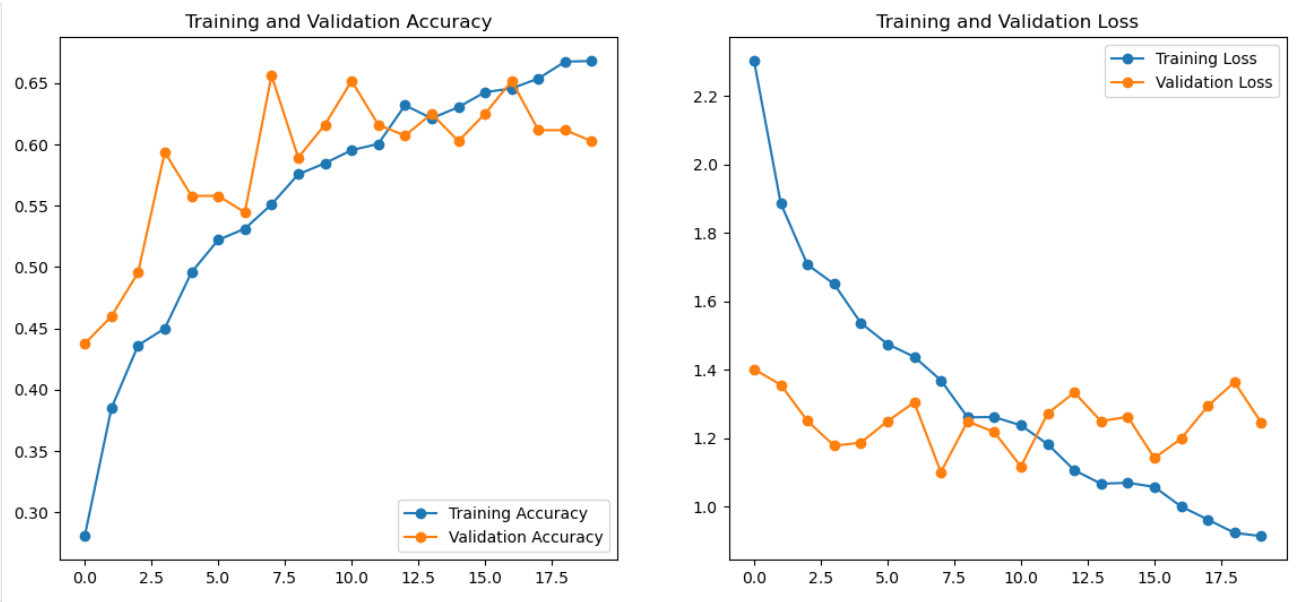 Training and Validation Accuracy
0.65
0.60
0.55
0.50
0.45
0.40
0.35
0.30
0.0 2.5 5.0 7.5 10.0 12.5 15.0 17.5
Training Accuracy
Validation Accuracy
Training and Validation Loss
2.2
2.0
1.8
1.6
1.4
1.2
1.0
0.0 2.5 5.0 7.5 10.0 12.5 15.0 17.5
Training Loss
Validation Loss